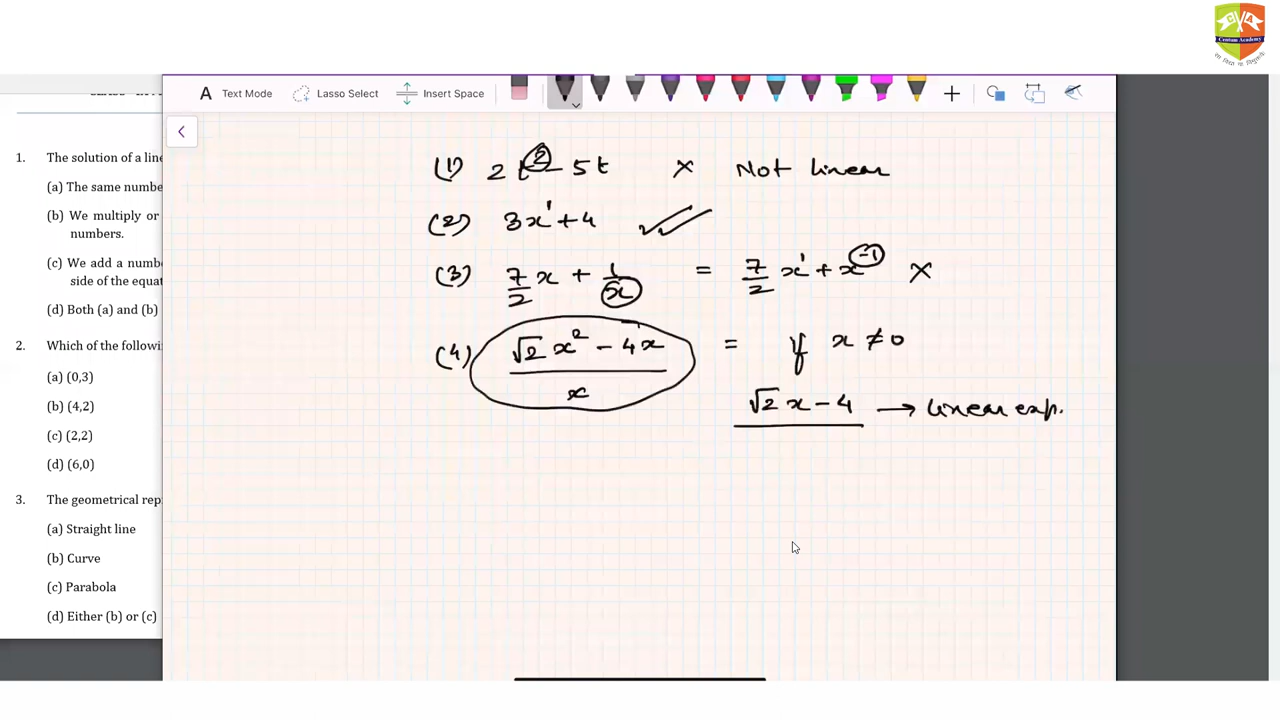 Centum Academy
A Text Mode Lasso Select Insert Space
1. The solution of a line
(a) The same numbe
(b) We multiply or
numbers.
(c) We add a numb
side of the equat
(d) Both (a) and (b)
2. Which of the followi
(a) (0,3)
(b) (4,2)
(c) (2,2)
(d) (6,0)
3. The geometrical rep
(a) Straight line
(b) Curve
(c) Parabola
(d) Either (b) or (c)
(1) 2t² - 5t × Not linear
(2) 3x¹ + 4 ✓✓
(3) 7/2 x + 1/x = 7/2 x¹ + x⁻¹ ×
(4) (√2 x² - 4x)/x = if x ≠ 0
√2 x - 4 → linear exp.